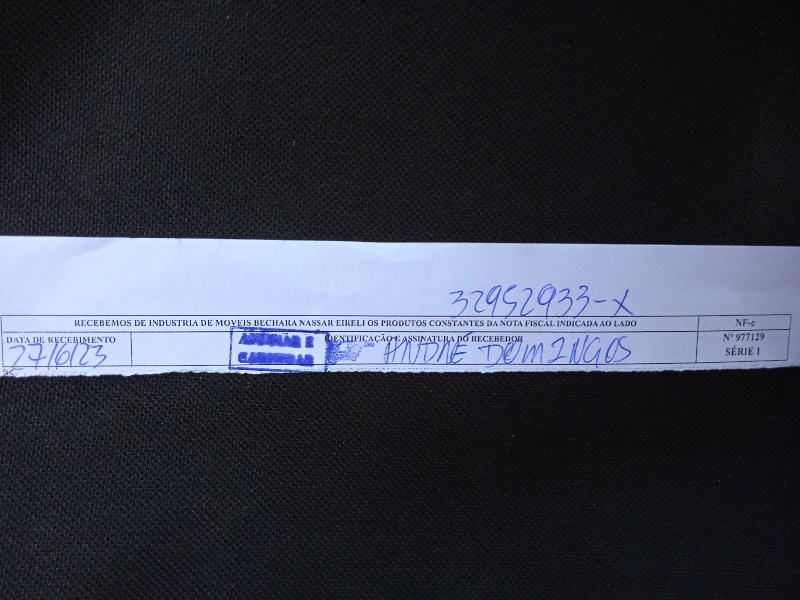 32952933-X
RECEBEMOS DE INDUSTRIA DE MOVEIS BECHARA NASSAR EIRELI OS PRODUTOS CONSTANTES DA NOTA FISCAL INDICADA AO LADO
NF-e
DATA DE RECEBIMENTO
27/6/23
IDENTIFICAÇÃO E ASSINATURA DO RECEBEDOR
ANDRÉ DOMINGOS
Nº 977129
SÉRIE 1